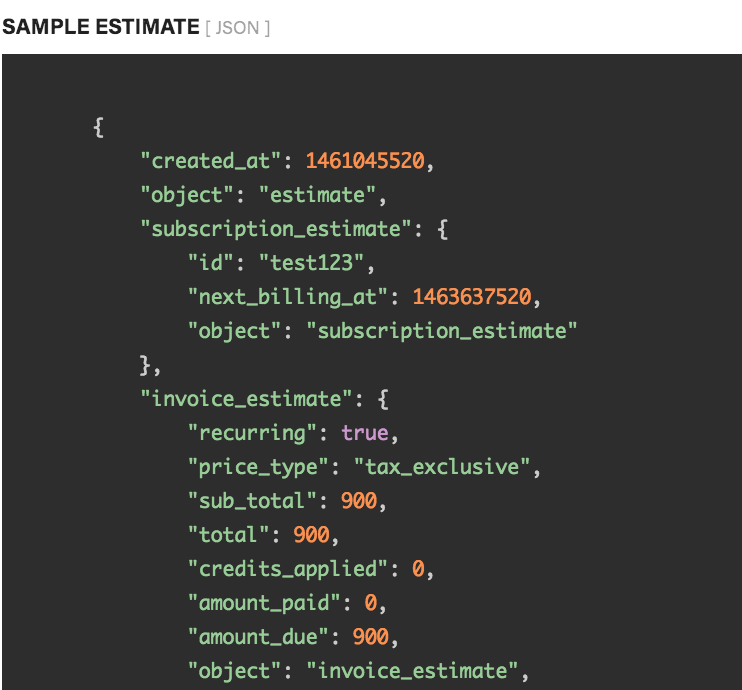 SAMPLE ESTIMATE [ JSON ]
{
"created_at": 1461045520,
"object": "estimate",
"subscription_estimate": {
"id": "test123",
"next_billing_at": 1463637520,
"object": "subscription_estimate"
},
"invoice_estimate": {
"recurring": true,
"price_type": "tax_exclusive",
"sub_total": 900,
"total": 900,
"credits_applied": 0,
"amount_paid": 0,
"amount_due": 900,
"object": "invoice_estimate",